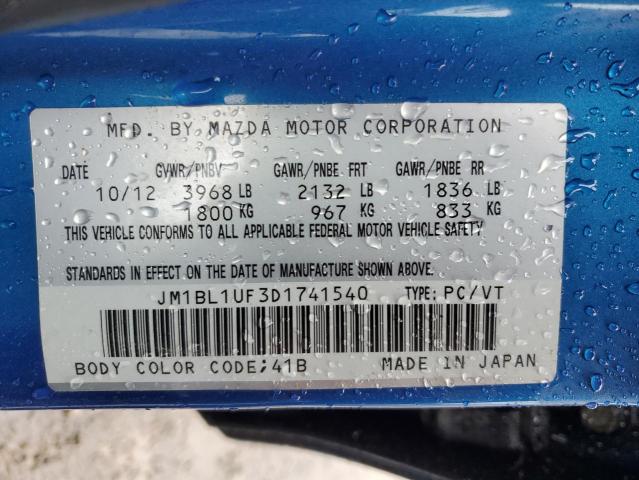 MFD. BY MAZDA MOTOR CORPORATION
DATE GVWR/PNBV GAWR/PNBE FRT GAWR/PNBE RR
10/12 3968 LB 2132 LB 1836 LB
1800 KG 967 KG 833 KG
THIS VEHICLE CONFORMS TO ALL APPLICABLE FEDERAL MOTOR VEHICLE SAFETY
STANDARDS IN EFFECT ON THE DATE OF MANUFACTURE SHOWN ABOVE.
JM1BL1UF3D1741540 TYPE: PC/VT
BODY COLOR CODE:41B MADE IN JAPAN